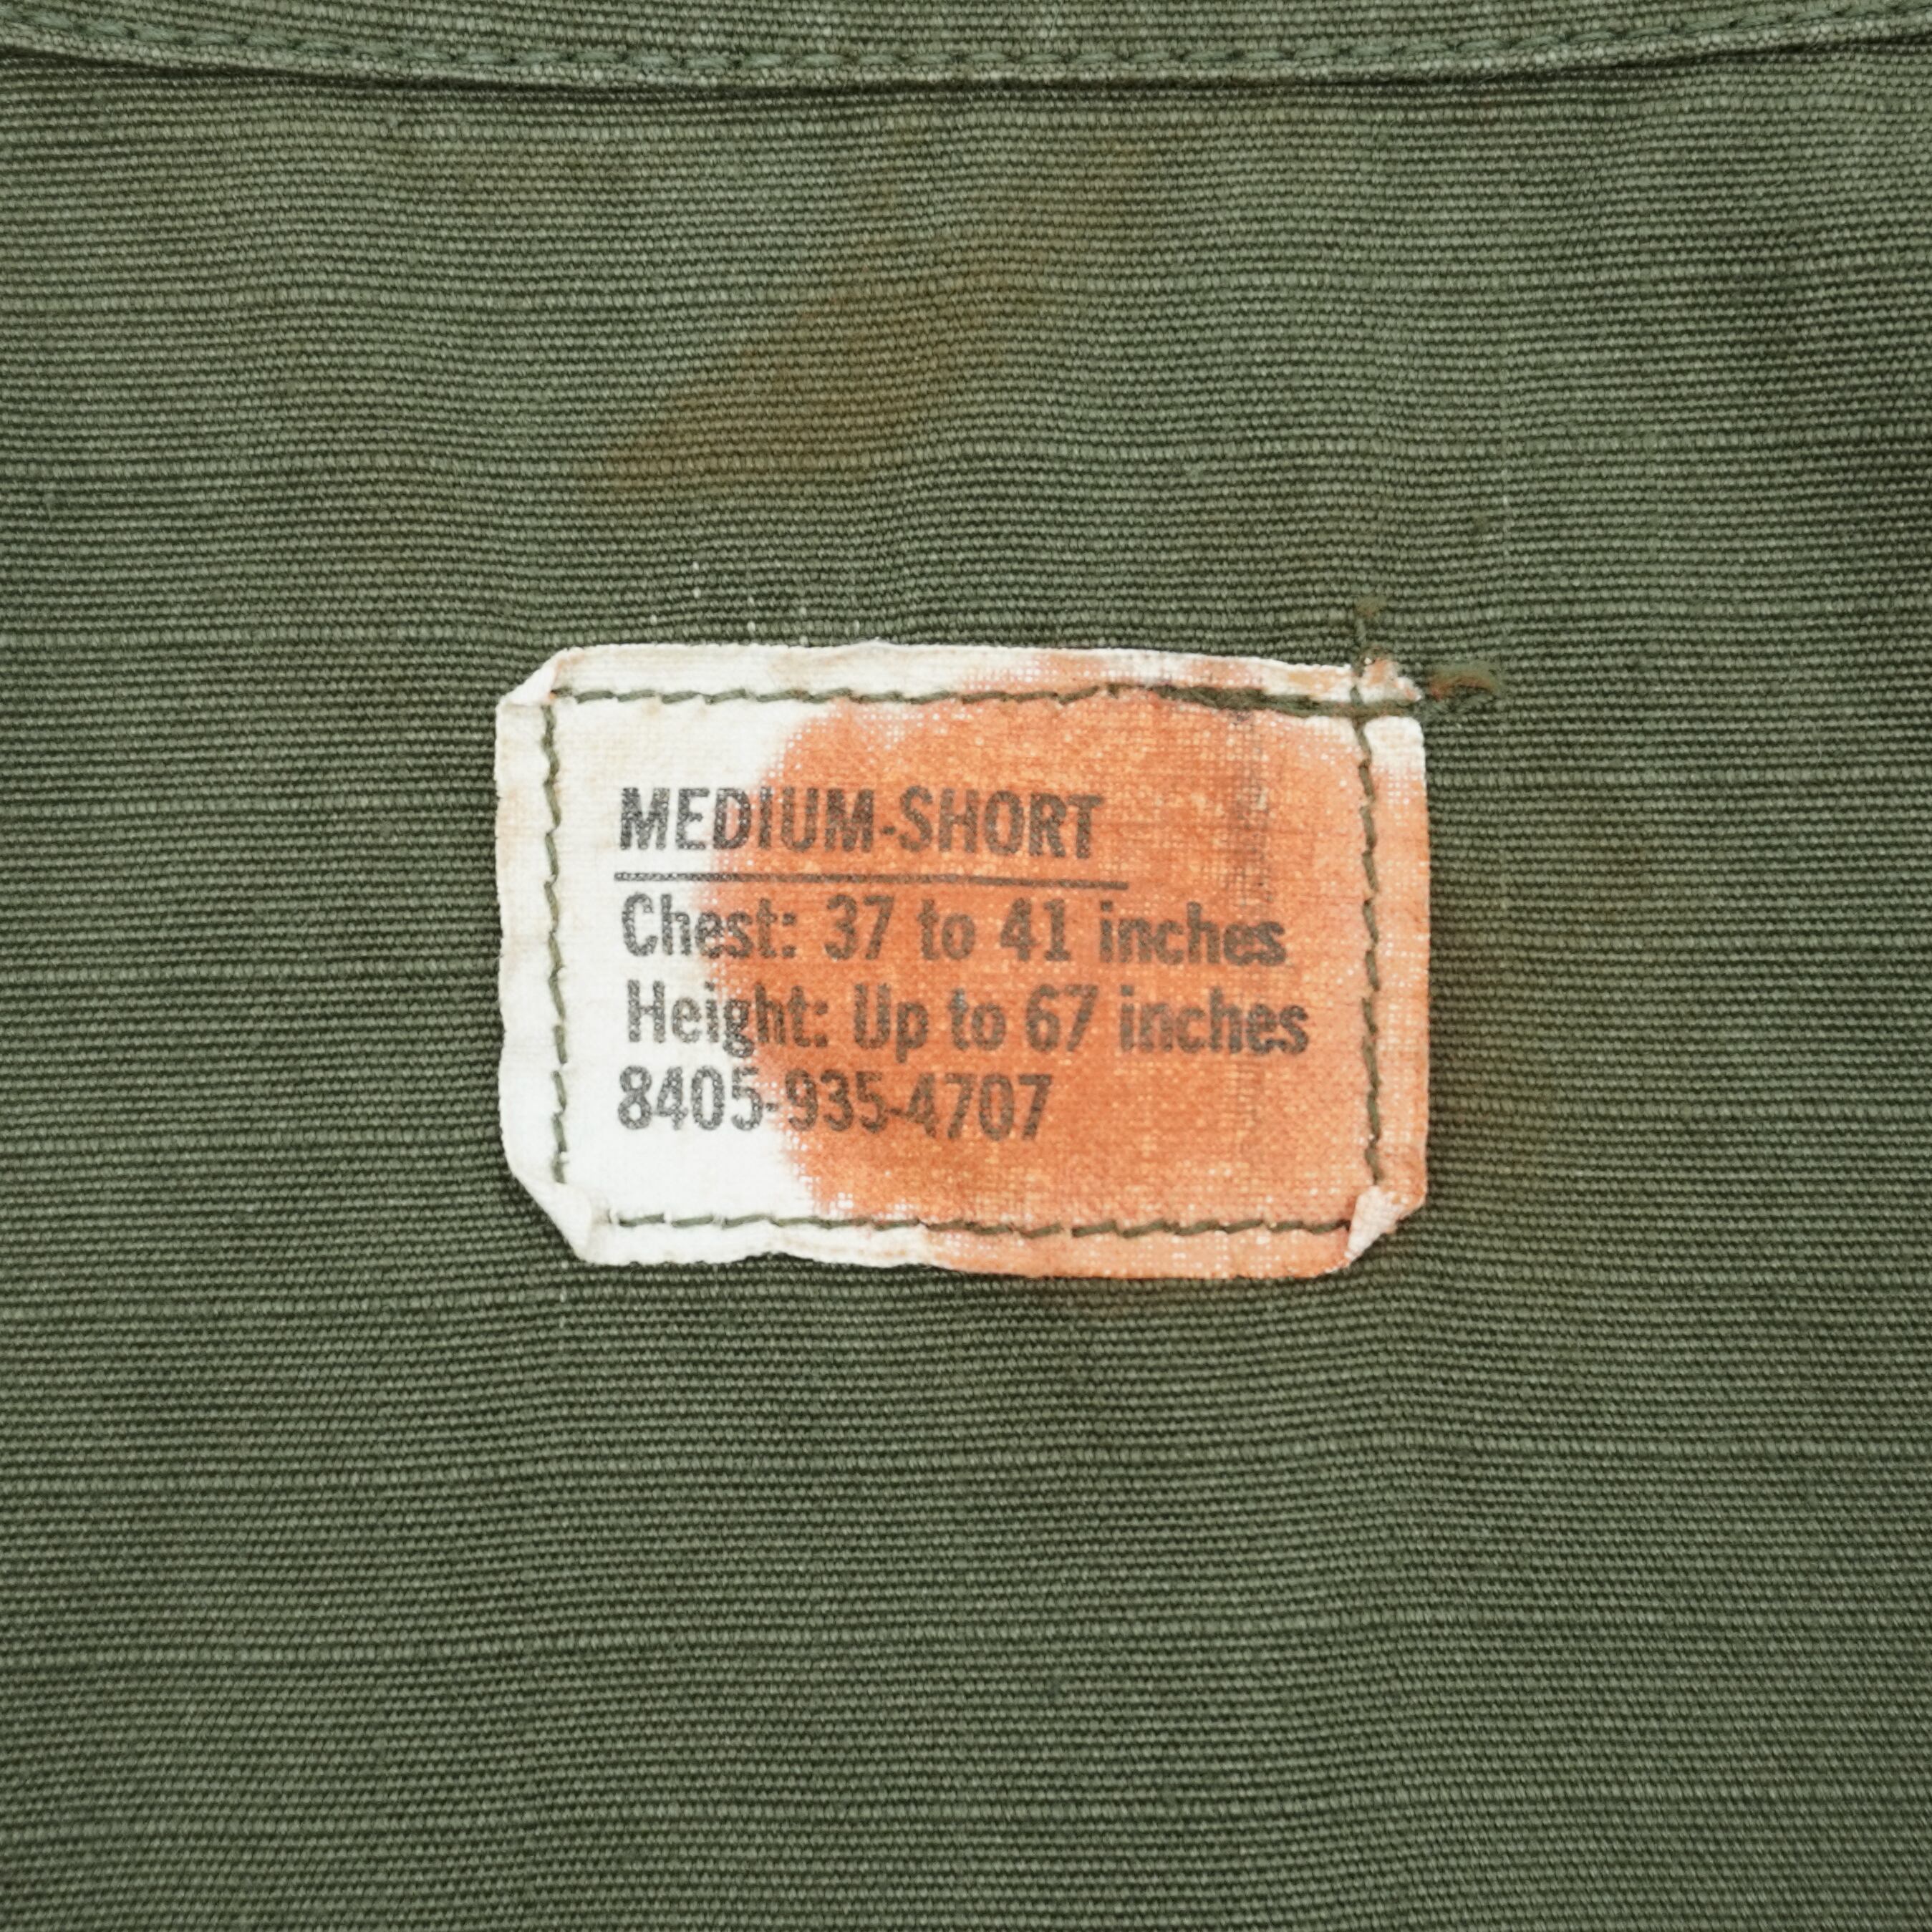 MEDIUM-SHORT
Chest: 37 to 41 inches
Height: Up to 67 inches
8405-935-4707